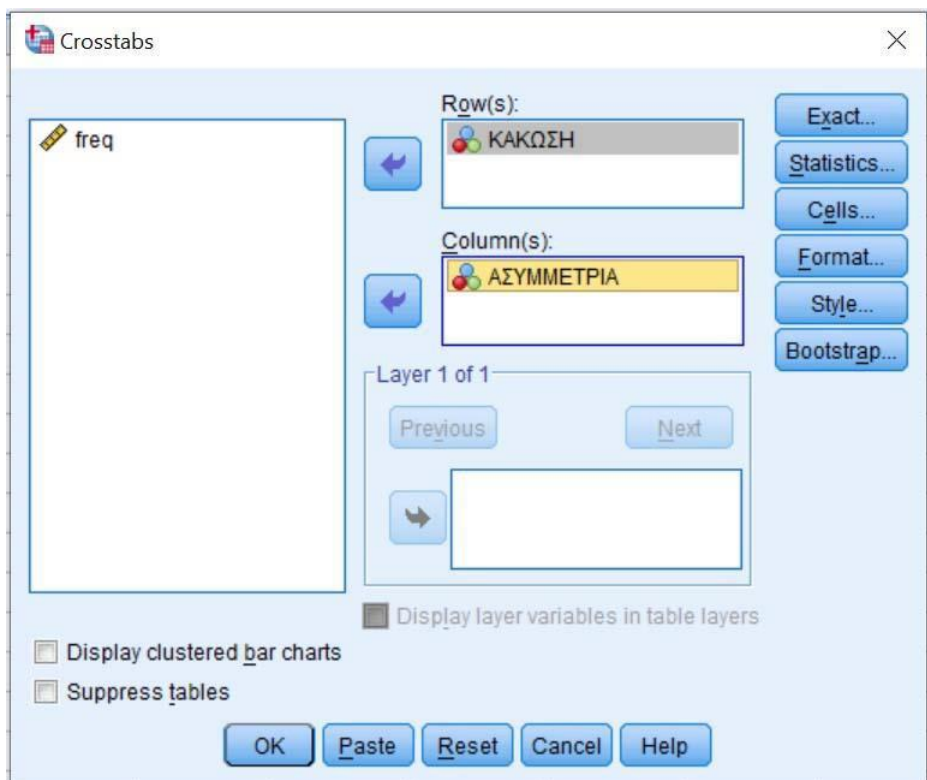 Crosstabs
freq
Row(s):
ΚΑΚΩΣΗ
Column(s):
ΑΣΥΜΜΕΤΡΙΑ
Exact...
Statistics...
Cells...
Format...
Style...
Bootstrap...
Layer 1 of 1
Previous
Next
Display layer variables in table layers
Display clustered bar charts
Suppress tables
OK
Paste
Reset
Cancel
Help